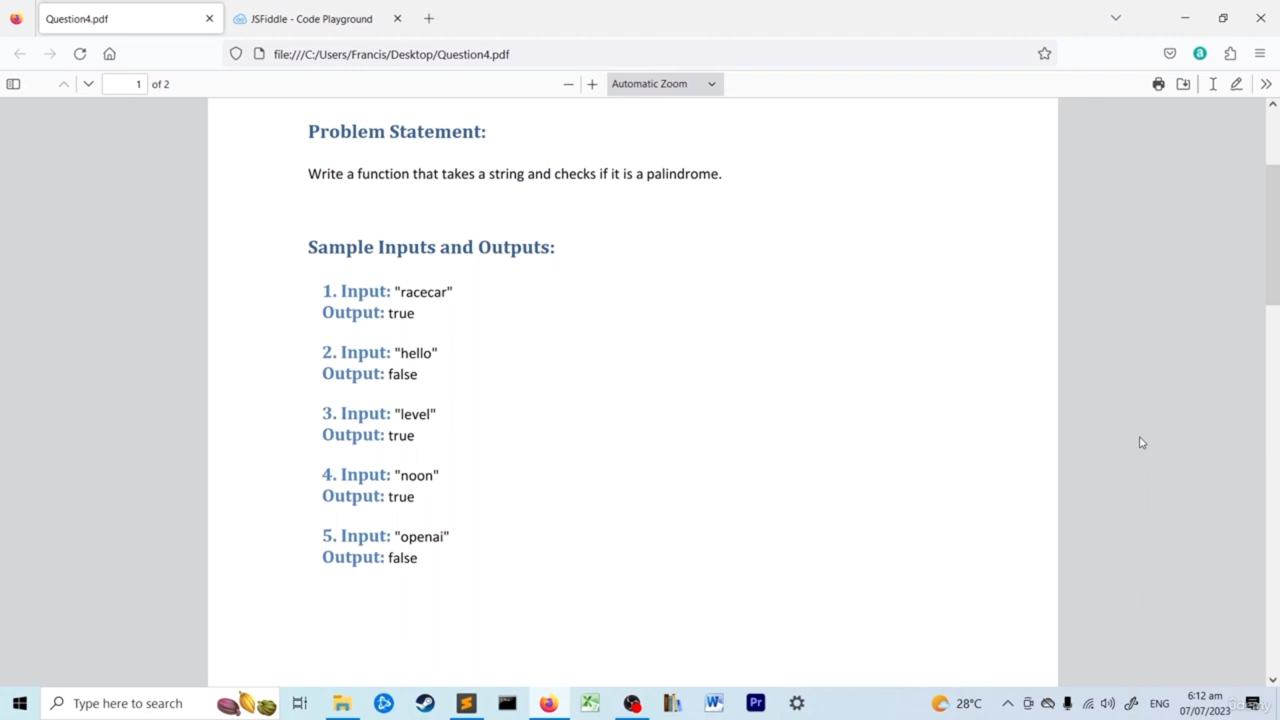 Question4.pdf
JSFiddle - Code Playground
file:///C:/Users/Francis/Desktop/Question4.pdf
1 of 2
Automatic Zoom
Problem Statement:
Write a function that takes a string and checks if it is a palindrome.
Sample Inputs and Outputs:
1. Input: "racecar"
Output: true
2. Input: "hello"
Output: false
3. Input: "level"
Output: true
4. Input: "noon"
Output: true
5. Input: "openai"
Output: false
Type here to search
28°C
ENG
6:12 am
07/07/2023
Udemy